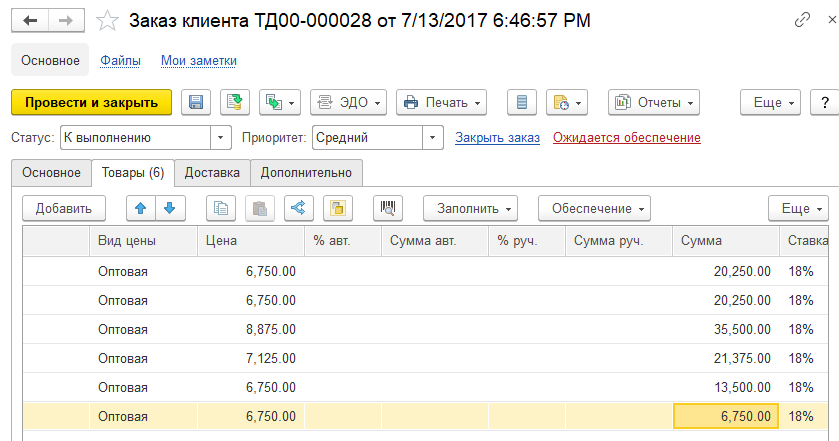 Заказ клиента ТД00-000028 от 7/13/2017 6:46:57 PM
Основное Файлы Мои заметки
Провести и закрыть ЭДО Печать Отчеты Еще ?
Статус: К выполнению Приоритет: Средний Закрыть заказ Ожидается обеспечение
Основное Товары (6) Доставка Дополнительно
Добавить Заполнить Обеспечение Еще
Вид цены Цена % авт. Сумма авт. % руч. Сумма руч. Сумма Ставка
Оптовая 6,750.00 20,250.00 18%
Оптовая 6,750.00 20,250.00 18%
Оптовая 8,875.00 35,500.00 18%
Оптовая 7,125.00 21,375.00 18%
Оптовая 6,750.00 13,500.00 18%
Оптовая 6,750.00 6,750.00 18%